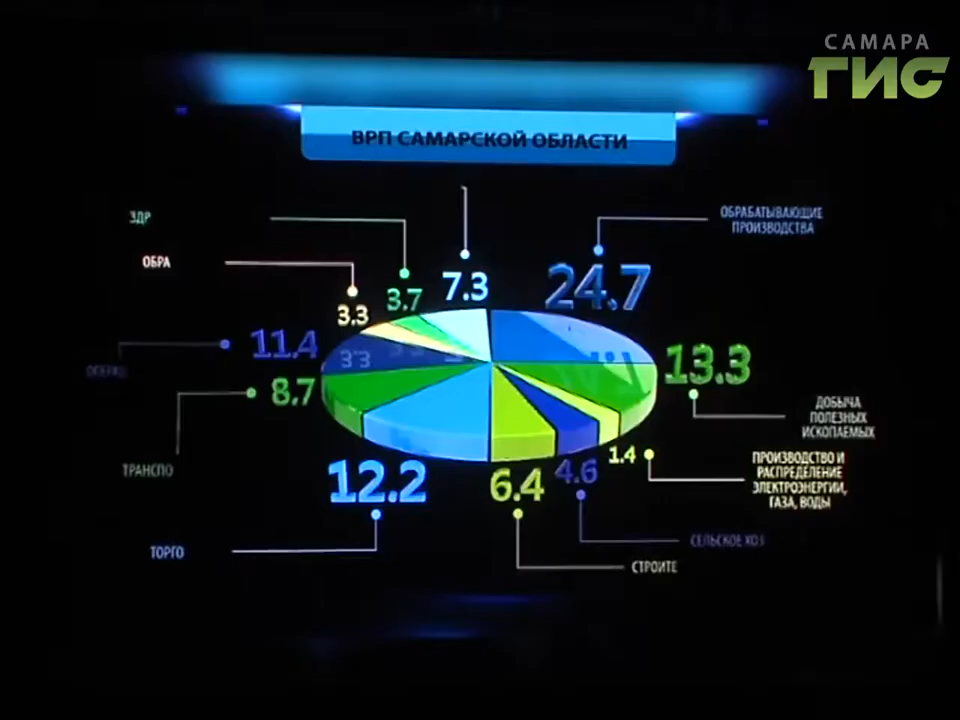 САМАРА
ГИС
ВРП САМАРСКОЙ ОБЛАСТИ
ЗДР
ОБРАБАТЫВАЮЩИЕ
ПРОИЗВОДСТВА
ОБРА
7.3
24.7
3.7
3.3
11.4
13.3
ОПЕРАЦ
8.7
ДОБЫЧА
ПОЛЕЗНЫХ
ИСКОПАЕМЫХ
ТРАНСПО
12.2
6.4
4.6
1.4
ПРОИЗВОДСТВО И
РАСПРЕДЕЛЕНИЕ
ЭЛЕКТРОЭНЕРГИИ,
ГАЗА, ВОДЫ
ТОРГО
СЕЛЬСКОЕ ХОЗ
СТРОИТЕ